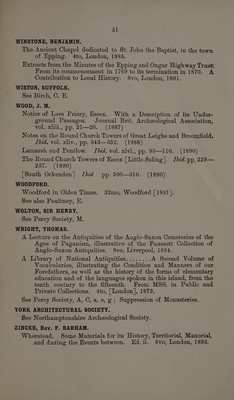 51
WINSTONE, BENJAMIN.
The Ancient Chapel dedicated to St. John the Baptist, in the town
of Epping. 4to, London, 1885.
Extracts from the Minutes of the Epping and Ongar Highway Trust
From its commencement in 1769 to its termination in 1870. A
Contribution to Local History. 8vo, London, 1891.
WISTON, SUFFOLK.
See Birch, C. E.
WOOD, J. M.
Notice of Lees Priory, Essex. With a Description of its Under-
ground Passages. Journal Brit. Archæological Association,
vol. xliii., pp. 21—26. (1887)
Notes on the Round Church Towers of Great Leighs and Broomfield.
Ibid. vol. xliv., pp. 343—352. (1888)
Lamarsh and Pentlow. Ibid. vol. xlvi., pp. 95—110. (1890)
The Round Church Towers of Essex [Little Saling]. Ibid. pp. 229—
237. (1890)
[South Ockendon] Ibid pp. 306—310. (1890)
WOODFORD.
Woodford in Olden Times. 32mo, Woodford [1891].
See also Poultney, E.
WOLTON, SIR HENRY.
See Percy Society, M.
WRIGHT, THOMAS.
A Lecture on the Antiquities of the Anglo-Saxon Cemeteries of the
Ages of Paganism, illustrative of the Faussett Collection of
Anglo-Saxon Antiquities. 8vo, Liverpool, 1854.
A Library of National Antiquities.........A Second Volume of
Vocabularies, illustrating the Condition and Manners of our
Forefathers, as well as the history of the forms of elementary
education and of the languages spoken in this island, from the
tenth century to the fifteenth. From MSS. in Public and
Private Collections. 4to, [London], 1873.
See Percy Society, A, C, a, e, g ; Suppression of Monasteries.
YORK ARCHITECTURAL SOCIETY.
See Northamptonshire Archæological Society.
ZINCKE, REV. F. BARHAM.
Wherstead. Some Materials for its History, Territorial, Manorial,
and during the Events between. Ed. ii. 8vo, London, 1893.